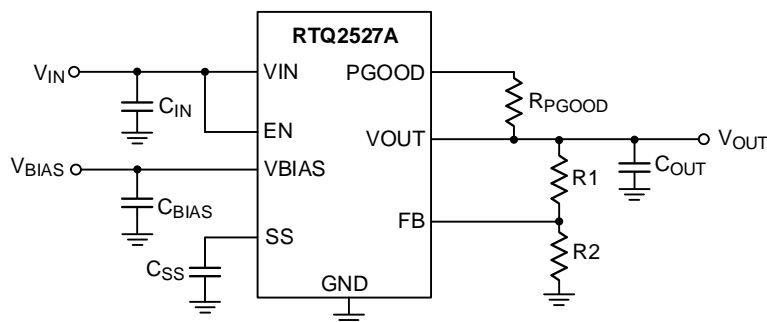 RTQ2527A
VIN
VIN
PGOOD
CIN
RPGOOD
EN
VOUT
VOUT
VBIAS
VBIAS
R1
COUT
CBIAS
FB
SS
R2
CSS
GND